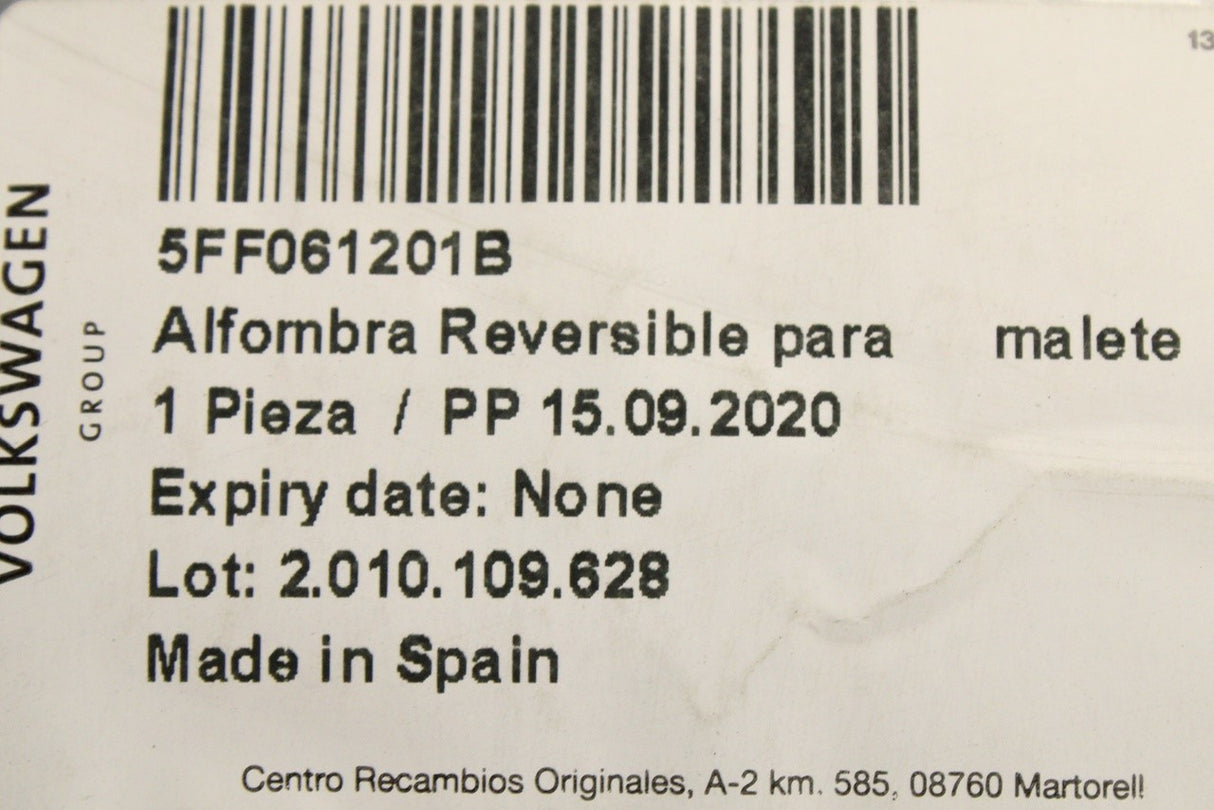 13
5FF061201B
Alfombra Reversible para malete
1 Pieza / PP 15.09.2020
Expiry date: None
Lot: 2.010.109.628
Made in Spain
Centro Recambios Originales, A-2 km. 585, 08760 Martorell
VOLKSWAGEN
GROUP